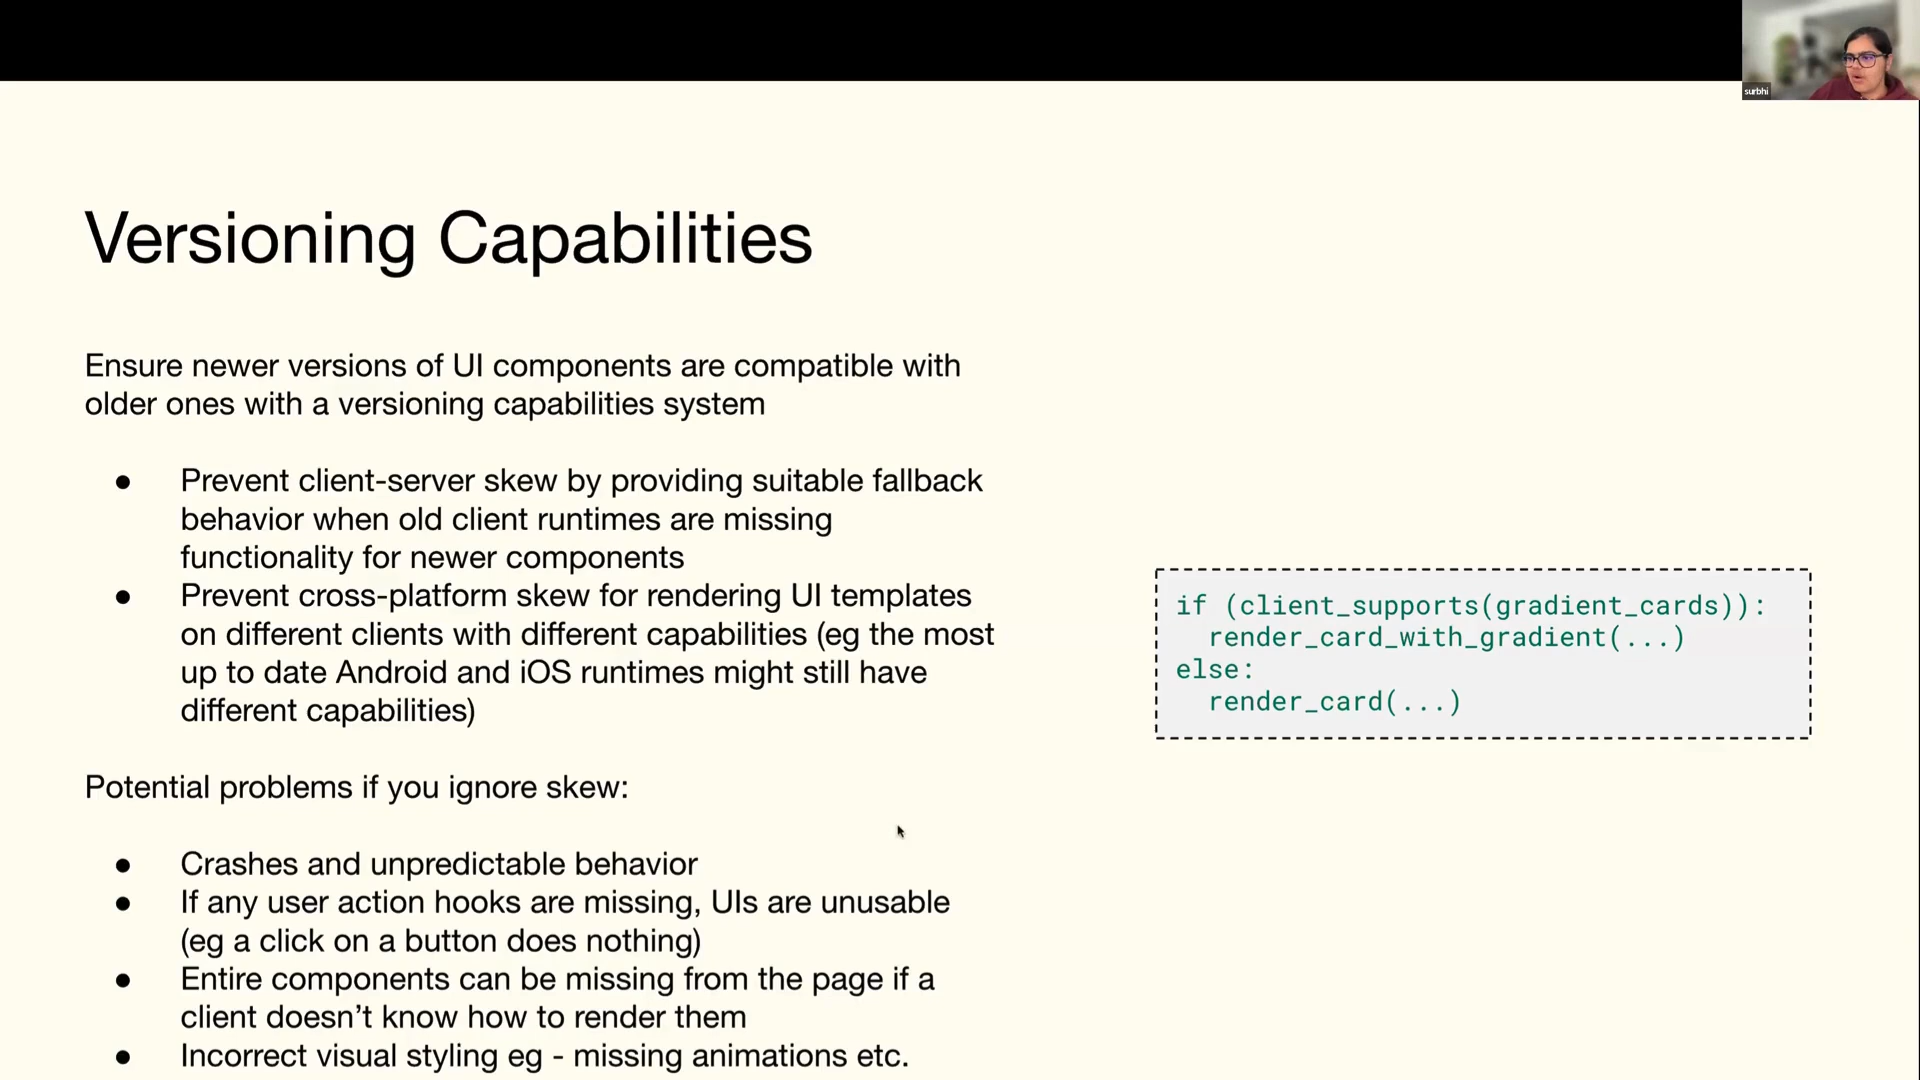 surbhi
Versioning Capabilities
Ensure newer versions of UI components are compatible with
older ones with a versioning capabilities system
● Prevent client-server skew by providing suitable fallback
behavior when old client runtimes are missing
functionality for newer components
● Prevent cross-platform skew for rendering UI templates
on different clients with different capabilities (eg the most
up to date Android and iOS runtimes might still have
different capabilities)
Potential problems if you ignore skew:
● Crashes and unpredictable behavior
● If any user action hooks are missing, UIs are unusable
(eg a click on a button does nothing)
● Entire components can be missing from the page if a
client doesn’t know how to render them
● Incorrect visual styling eg - missing animations etc.
if (client_supports(gradient_cards)):
  render_card_with_gradient(...)
else:
  render_card(...)